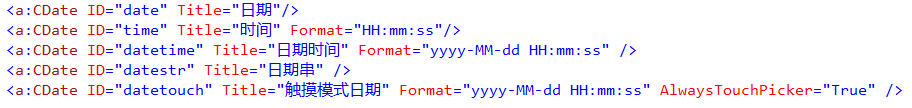 <a:CDate ID="date" Title="日期"/>
<a:CDate ID="time" Title="时间" Format="HH:mm:ss"/>
<a:CDate ID="datetime" Title="日期时间" Format="yyyy-MM-dd HH:mm:ss" />
<a:CDate ID="datestr" Title="日期串" />
<a:CDate ID="datetouch" Title="触摸模式日期" Format="yyyy-MM-dd HH:mm:ss" AlwaysTouchPicker="True" />